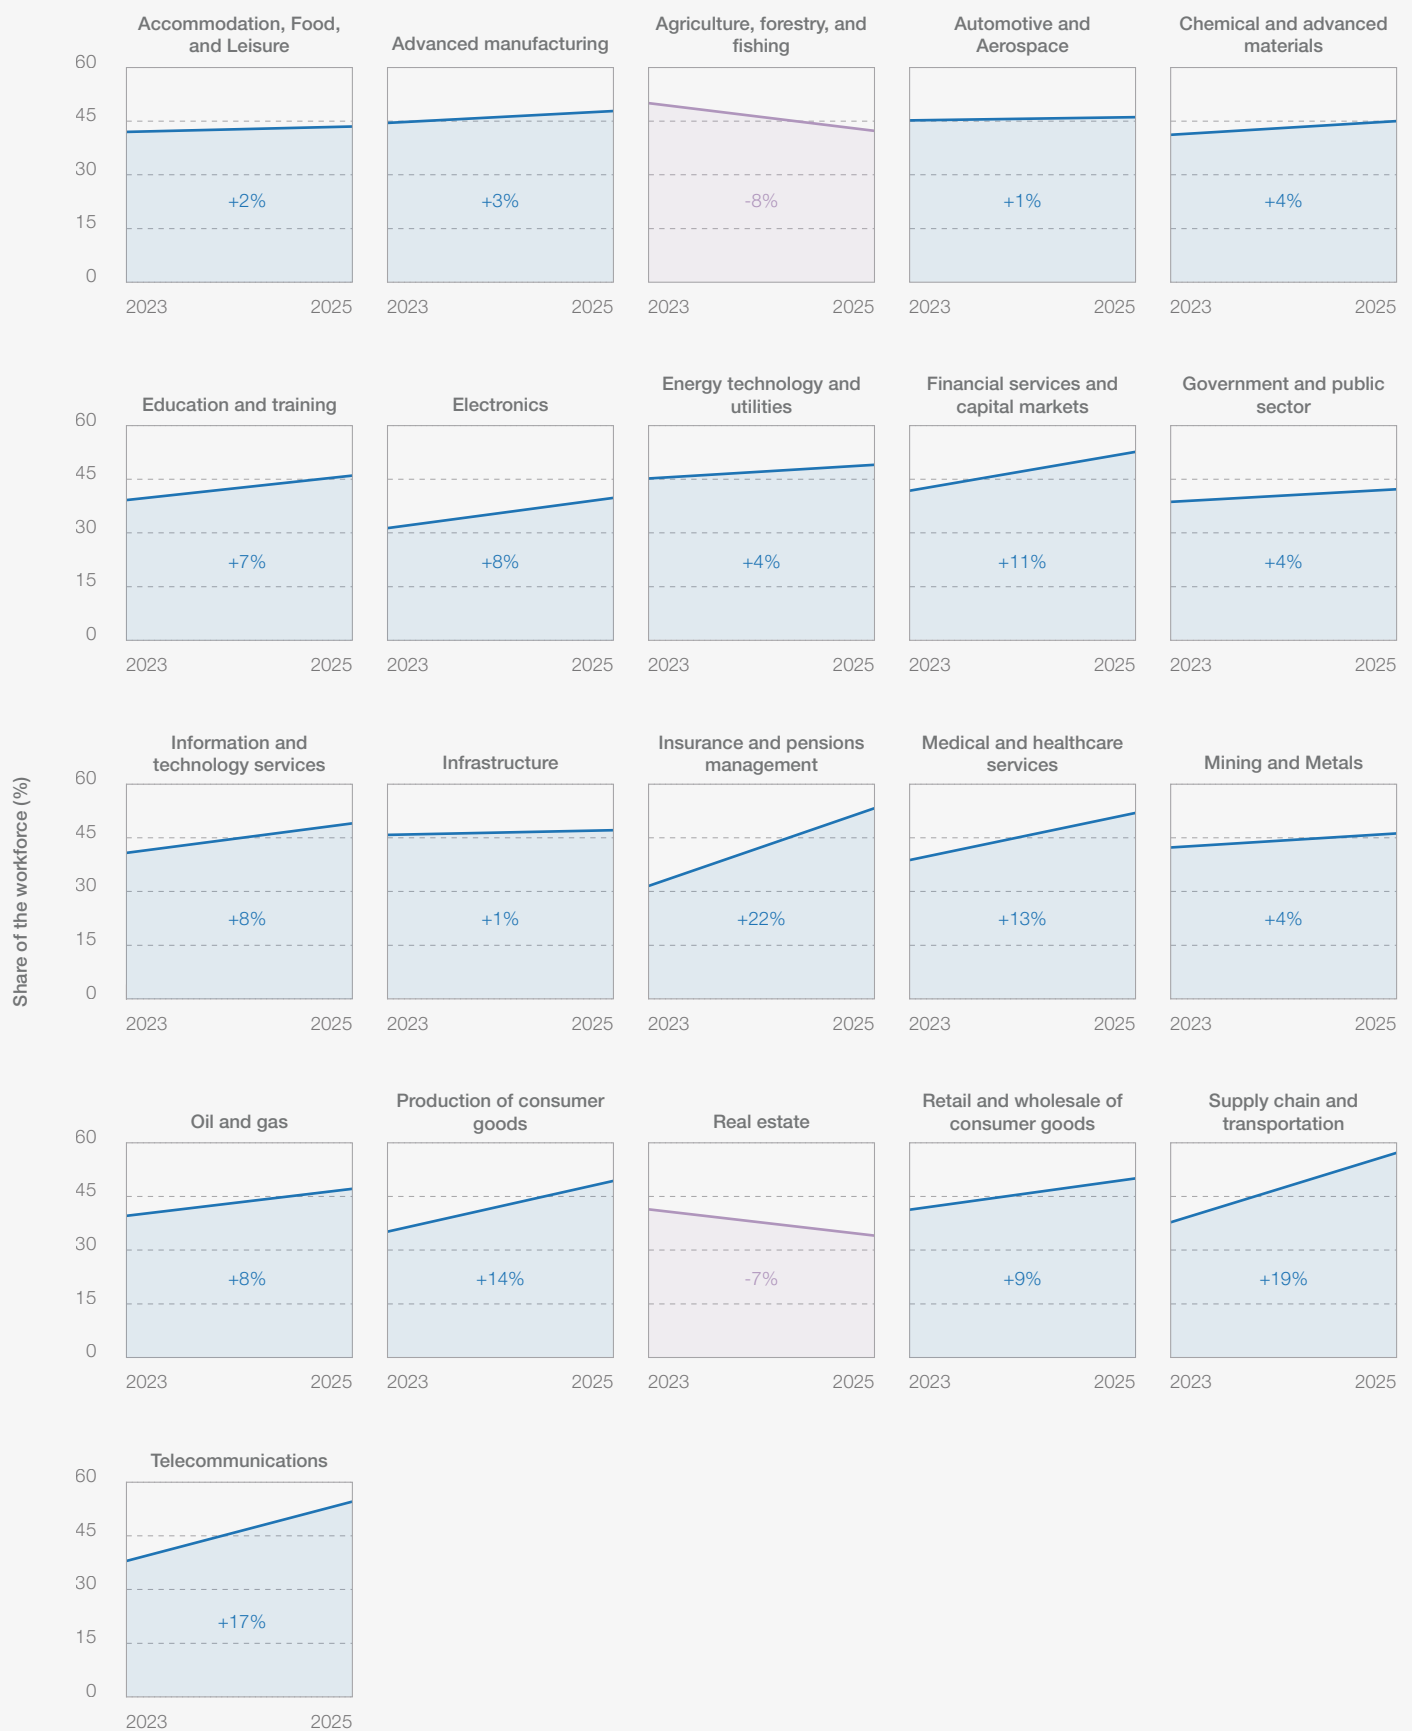 Accommodation, Food,
and Leisure
Advanced manufacturing
Agriculture, forestry, and
fishing
Automotive and
Aerospace
Chemical and advanced
materials
60
45
30
15
0
+2%
+3%
-8%
+1%
+4%
2023 2025
2023 2025
2023 2025
2023 2025
2023 2025
Education and training
Electronics
Energy technology and
utilities
Financial services and
capital markets
Government and public
sector
60
45
30
15
0
+7%
+8%
+4%
+11%
+4%
2023 2025
2023 2025
2023 2025
2023 2025
2023 2025
Share of the workforce (%)
Information and
technology services
Infrastructure
Insurance and pensions
management
Medical and healthcare
services
Mining and Metals
60
45
30
15
0
+8%
+1%
+22%
+13%
+4%
2023 2025
2023 2025
2023 2025
2023 2025
2023 2025
Oil and gas
Production of consumer
goods
Real estate
Retail and wholesale of
consumer goods
Supply chain and
transportation
60
45
30
15
0
+8%
+14%
-7%
+9%
+19%
2023 2025
2023 2025
2023 2025
2023 2025
2023 2025
Telecommunications
60
45
30
15
0
+17%
2023 2025